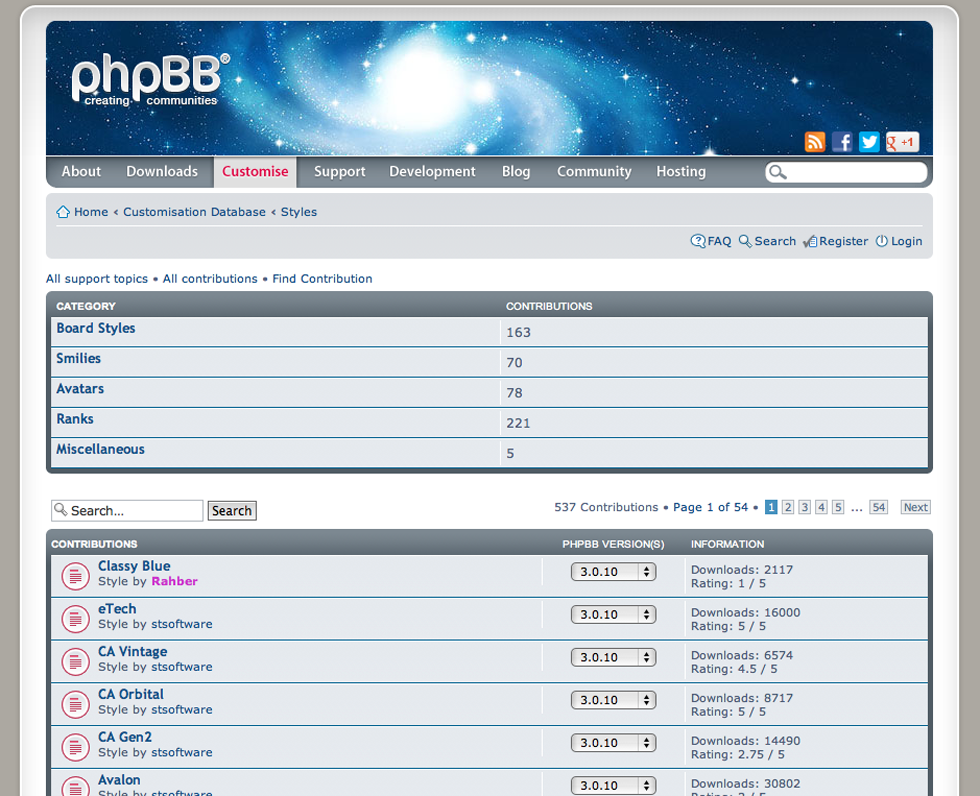 phpBB®
creating communities
g +1
About Downloads Customise Support Development Blog Community Hosting
Home ‹ Customisation Database ‹ Styles
FAQ Search Register Login
All support topics • All contributions • Find Contribution
CATEGORY CONTRIBUTIONS
Board Styles 163
Smilies 70
Avatars 78
Ranks 221
Miscellaneous 5
Search... Search 537 Contributions • Page 1 of 54 • 1 2 3 4 5 ... 54 Next
CONTRIBUTIONS PHPBB VERSION(S) INFORMATION
Classy Blue 3.0.10 Downloads: 2117
Style by Rahber Rating: 1 / 5
eTech 3.0.10 Downloads: 16000
Style by stsoftware Rating: 5 / 5
CA Vintage 3.0.10 Downloads: 6574
Style by stsoftware Rating: 4.5 / 5
CA Orbital 3.0.10 Downloads: 8717
Style by stsoftware Rating: 5 / 5
CA Gen2 3.0.10 Downloads: 14490
Style by stsoftware Rating: 2.75 / 5
Avalon 3.0.10 Downloads: 30802
Style by stsoftware Rating: